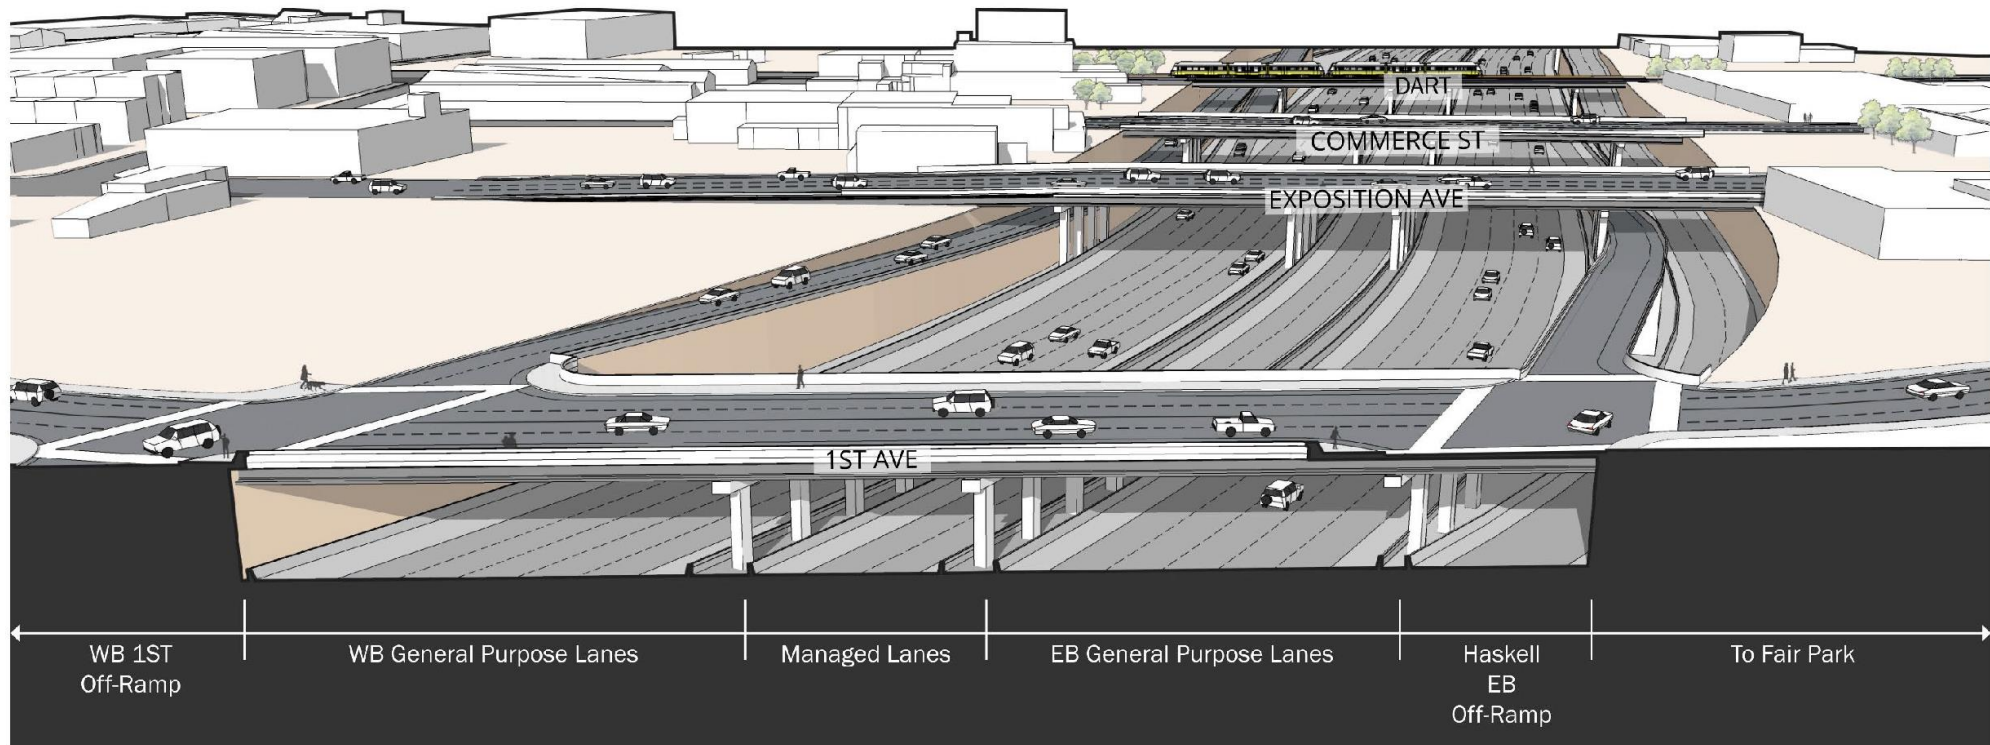 DART
COMMERCE ST
EXPOSITION AVE
1ST AVE
WB 1ST
Off-Ramp
WB General Purpose Lanes
Managed Lanes
EB General Purpose Lanes
Haskell
EB
Off-Ramp
To Fair Park